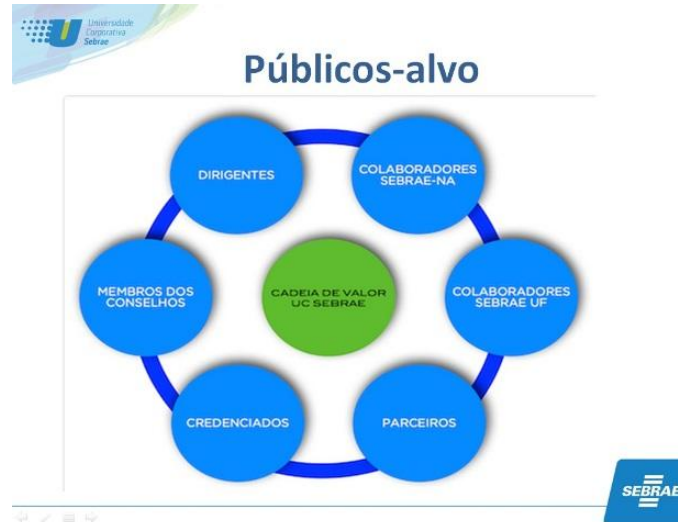 Universidade
Corporativa
Sebrae
Públicos-alvo
DIRIGENTES
COLABORADORES
SEBRAE-NA
MEMBROS DOS
CONSELHOS
CADEIA DE VALOR
UC SEBRAE
COLABORADORES
SEBRAE UF
CREDENCIADOS
PARCEIROS
SEBRAE